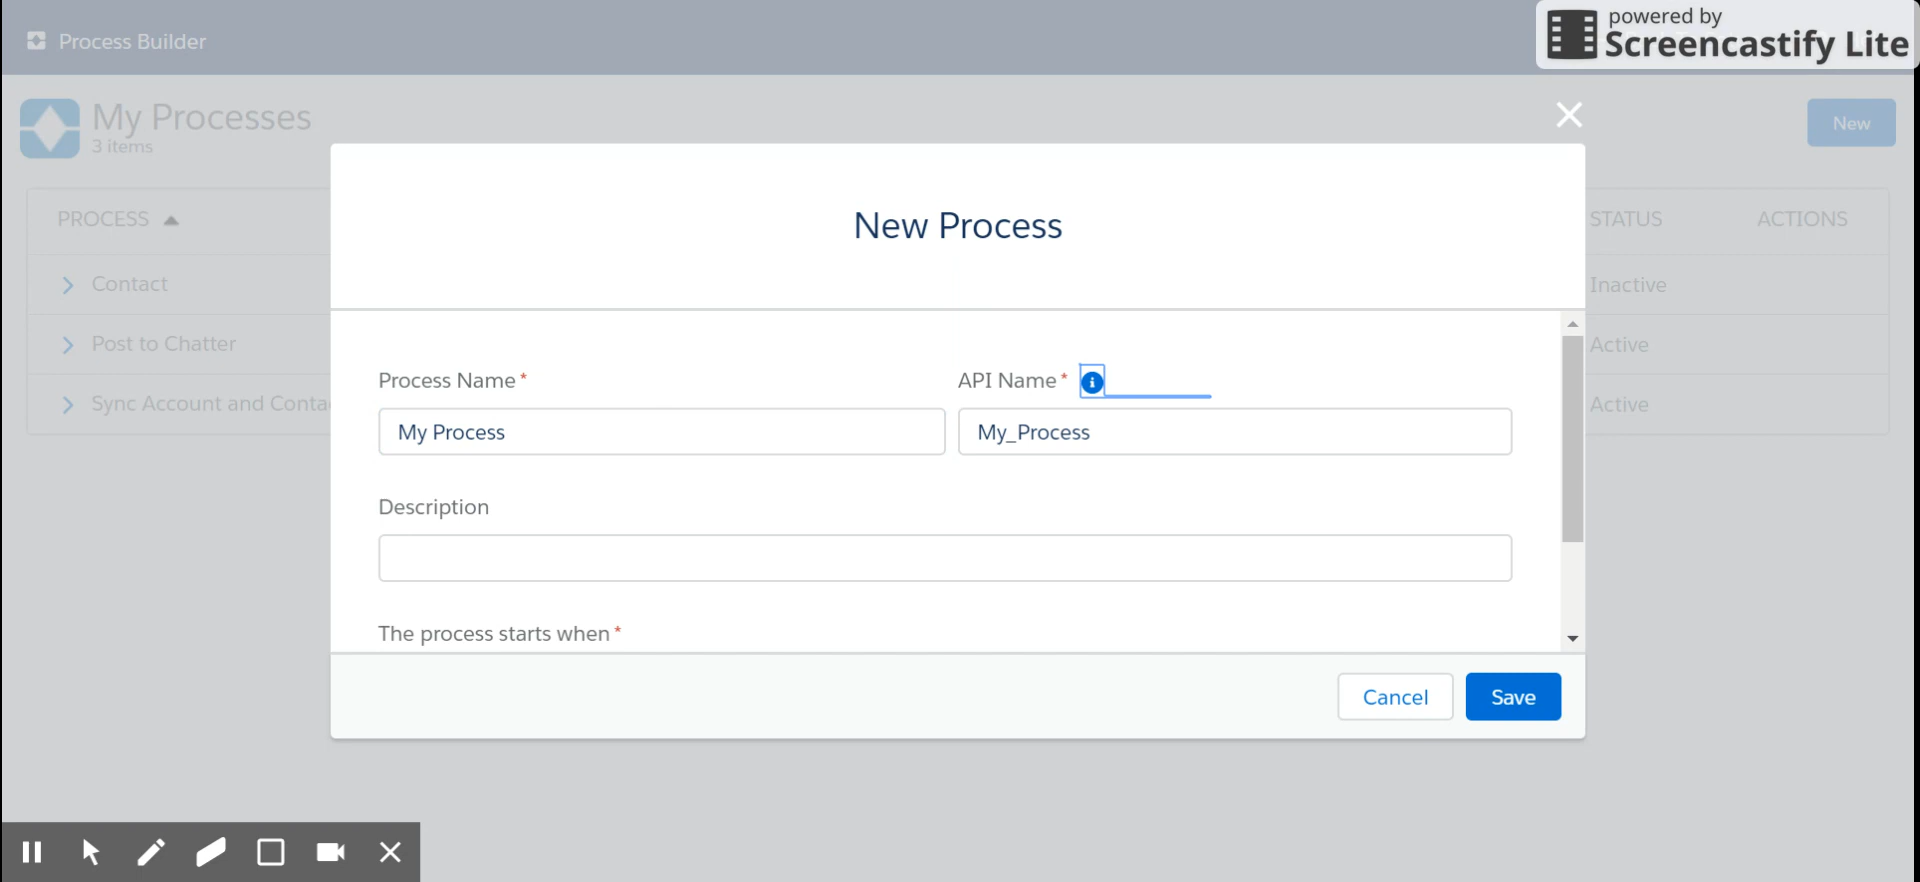 powered by
Screencastify Lite
Process Builder
My Processes
3 items
New
PROCESS
STATUS
ACTIONS
Contact
Inactive
Post to Chatter
Active
Sync Account and Conta
Active
New Process
Process Name*
API Name*
My Process
My_Process
Description
The process starts when*
Cancel
Save